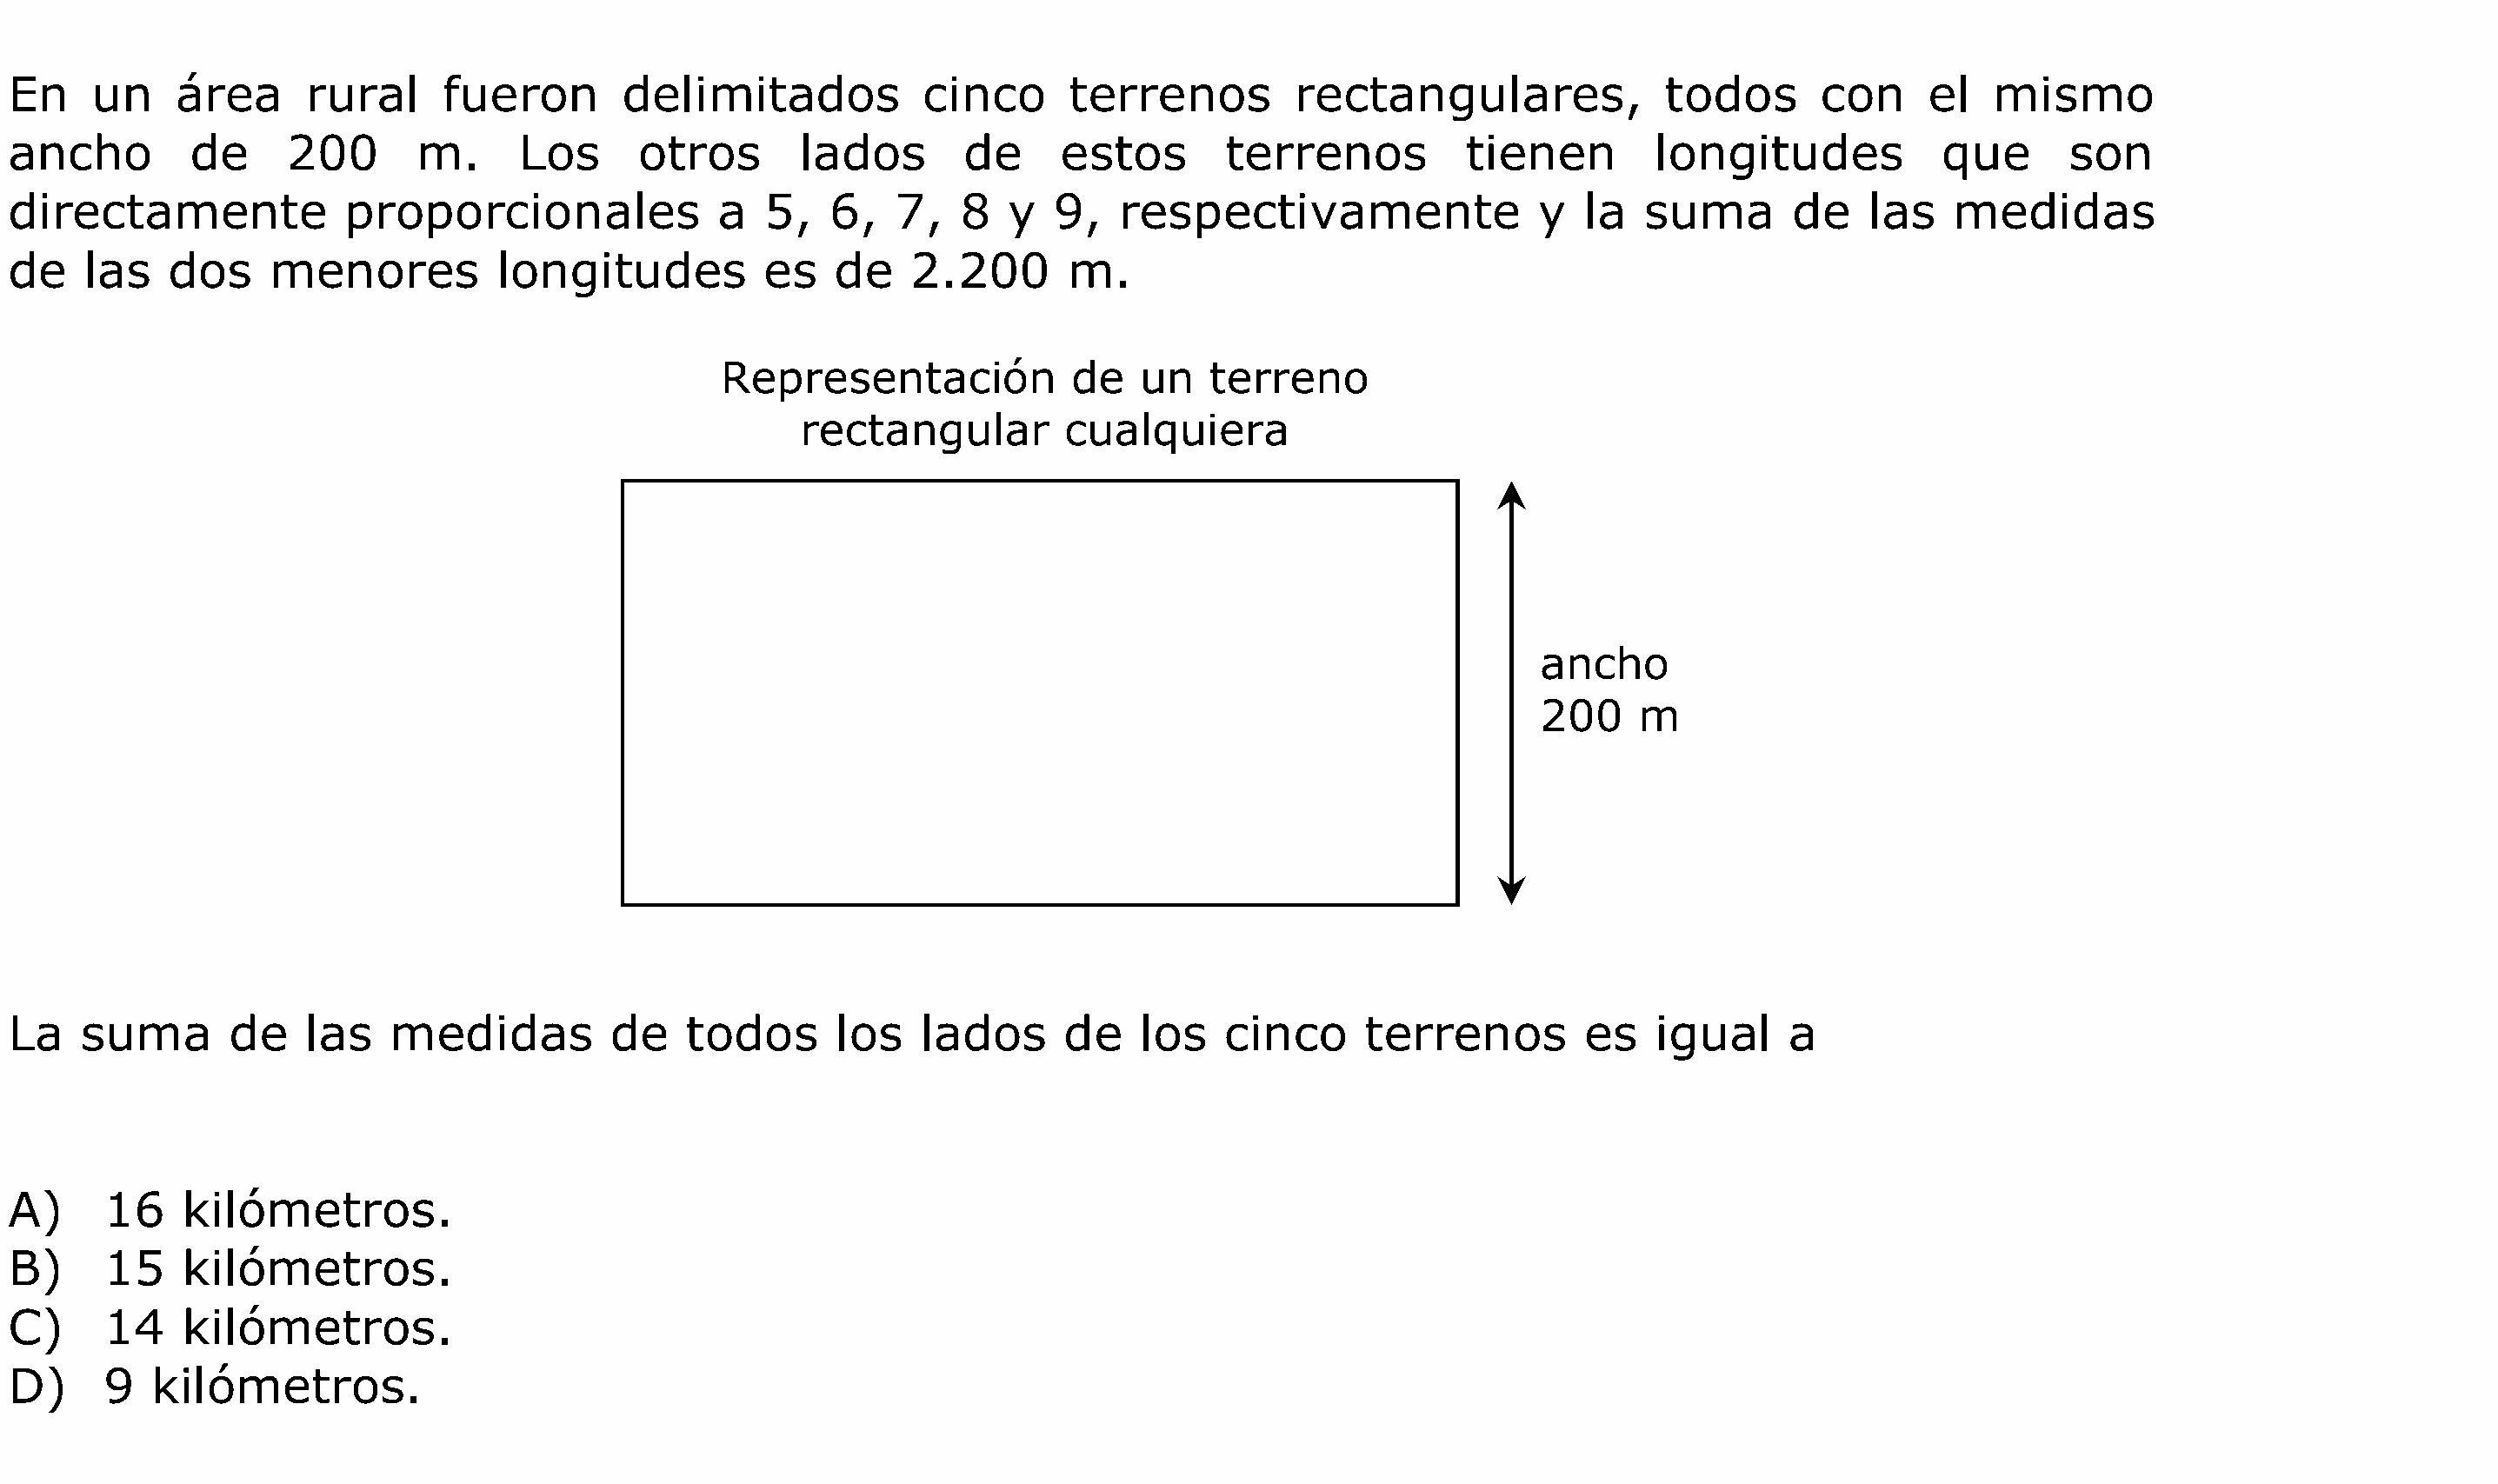 En un área rural fueron delimitados cinco terrenos rectangulares, todos con el mismo
ancho de 200 m. Los otros lados de estos terrenos tienen longitudes que son
directamente proporcionales a 5, 6, 7, 8 y 9, respectivamente y la suma de las medidas
de las dos menores longitudes es de 2.200 m.
Representación de un terreno
rectangular cualquiera
ancho
200 m
La suma de las medidas de todos los lados de los cinco terrenos es igual a
A) 16 kilómetros.
B) 15 kilómetros.
C) 14 kilómetros.
D) 9 kilómetros.